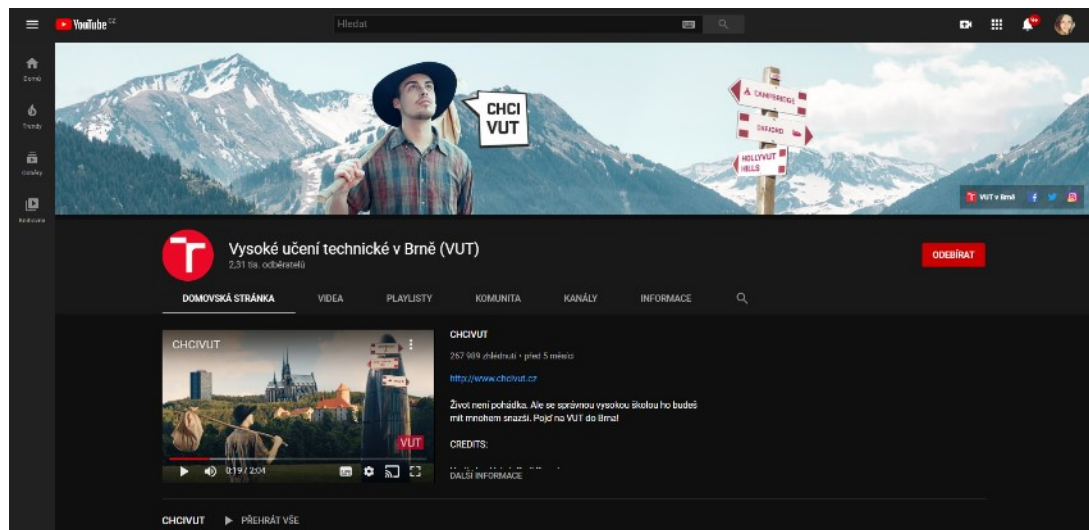 YouTube CZ
Hledat
Domů
Trendy
Odběry
Knihovna
CHCI
VUT
CAMFBRIDGE
OXFJORD
HOLLYVUT
HILLS
VUT v Brně
Vysoké učení technické v Brně (VUT)
2,31 tis. odběratelů
ODEBÍRAT
DOMOVSKÁ STRÁNKA
VIDEA
PLAYLISTY
KOMUNITA
KANÁLY
INFORMACE
CHCIVUT
VUT
0:19 / 2:04
CHCIVUT
267 989 zhlédnutí • před 5 měsíci
http://www.chcivut.cz
Život není pohádka. Ale se správnou vysokou školou ho budeš
mít mnohem snazší. Pojď na VUT do Brna!
CREDITS:
DALŠÍ INFORMACE
CHCIVUT
PŘEHRÁT VŠE